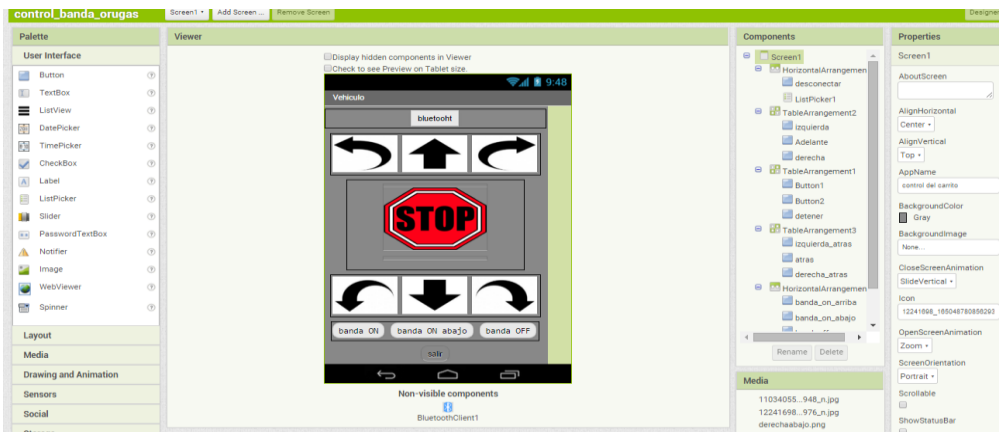 control_banda_orugas
Screen1
Add Screen ...
Remove Screen
Designer
Palette
User Interface
Button
TextBox
ListView
DatePicker
TimePicker
CheckBox
Label
ListPicker
Slider
PasswordTextBox
Notifier
Image
WebViewer
Spinner
Layout
Media
Drawing and Animation
Sensors
Social
Viewer
Display hidden components in Viewer
Check to see Preview on Tablet size.
9:48
Vehiculo
bluetooht
STOP
banda ON
banda ON abajo
banda OFF
salir
Non-visible components
BluetoothClient1
Components
Screen1
HorizontalArrangemen
desconectar
ListPicker1
TableArrangement2
izquierda
Adelante
derecha
TableArrangement1
Button1
Button2
detener
TableArrangement3
izquierda_atras
atras
derecha_atras
HorizontalArrangemen
banda_on_arriba
banda_on_abajo
Rename
Delete
Media
11034055...948_n.jpg
12241698...976_n.jpg
derechaabajo.png
Properties
Screen1
AboutScreen
AlignHorizontal
Center
AlignVertical
Top
AppName
control del carrito
BackgroundColor
Gray
BackgroundImage
None...
CloseScreenAnimation
SlideVertical
Icon
12241698_165048780856293
OpenScreenAnimation
Zoom
ScreenOrientation
Portrait
Scrollable
ShowStatusBar